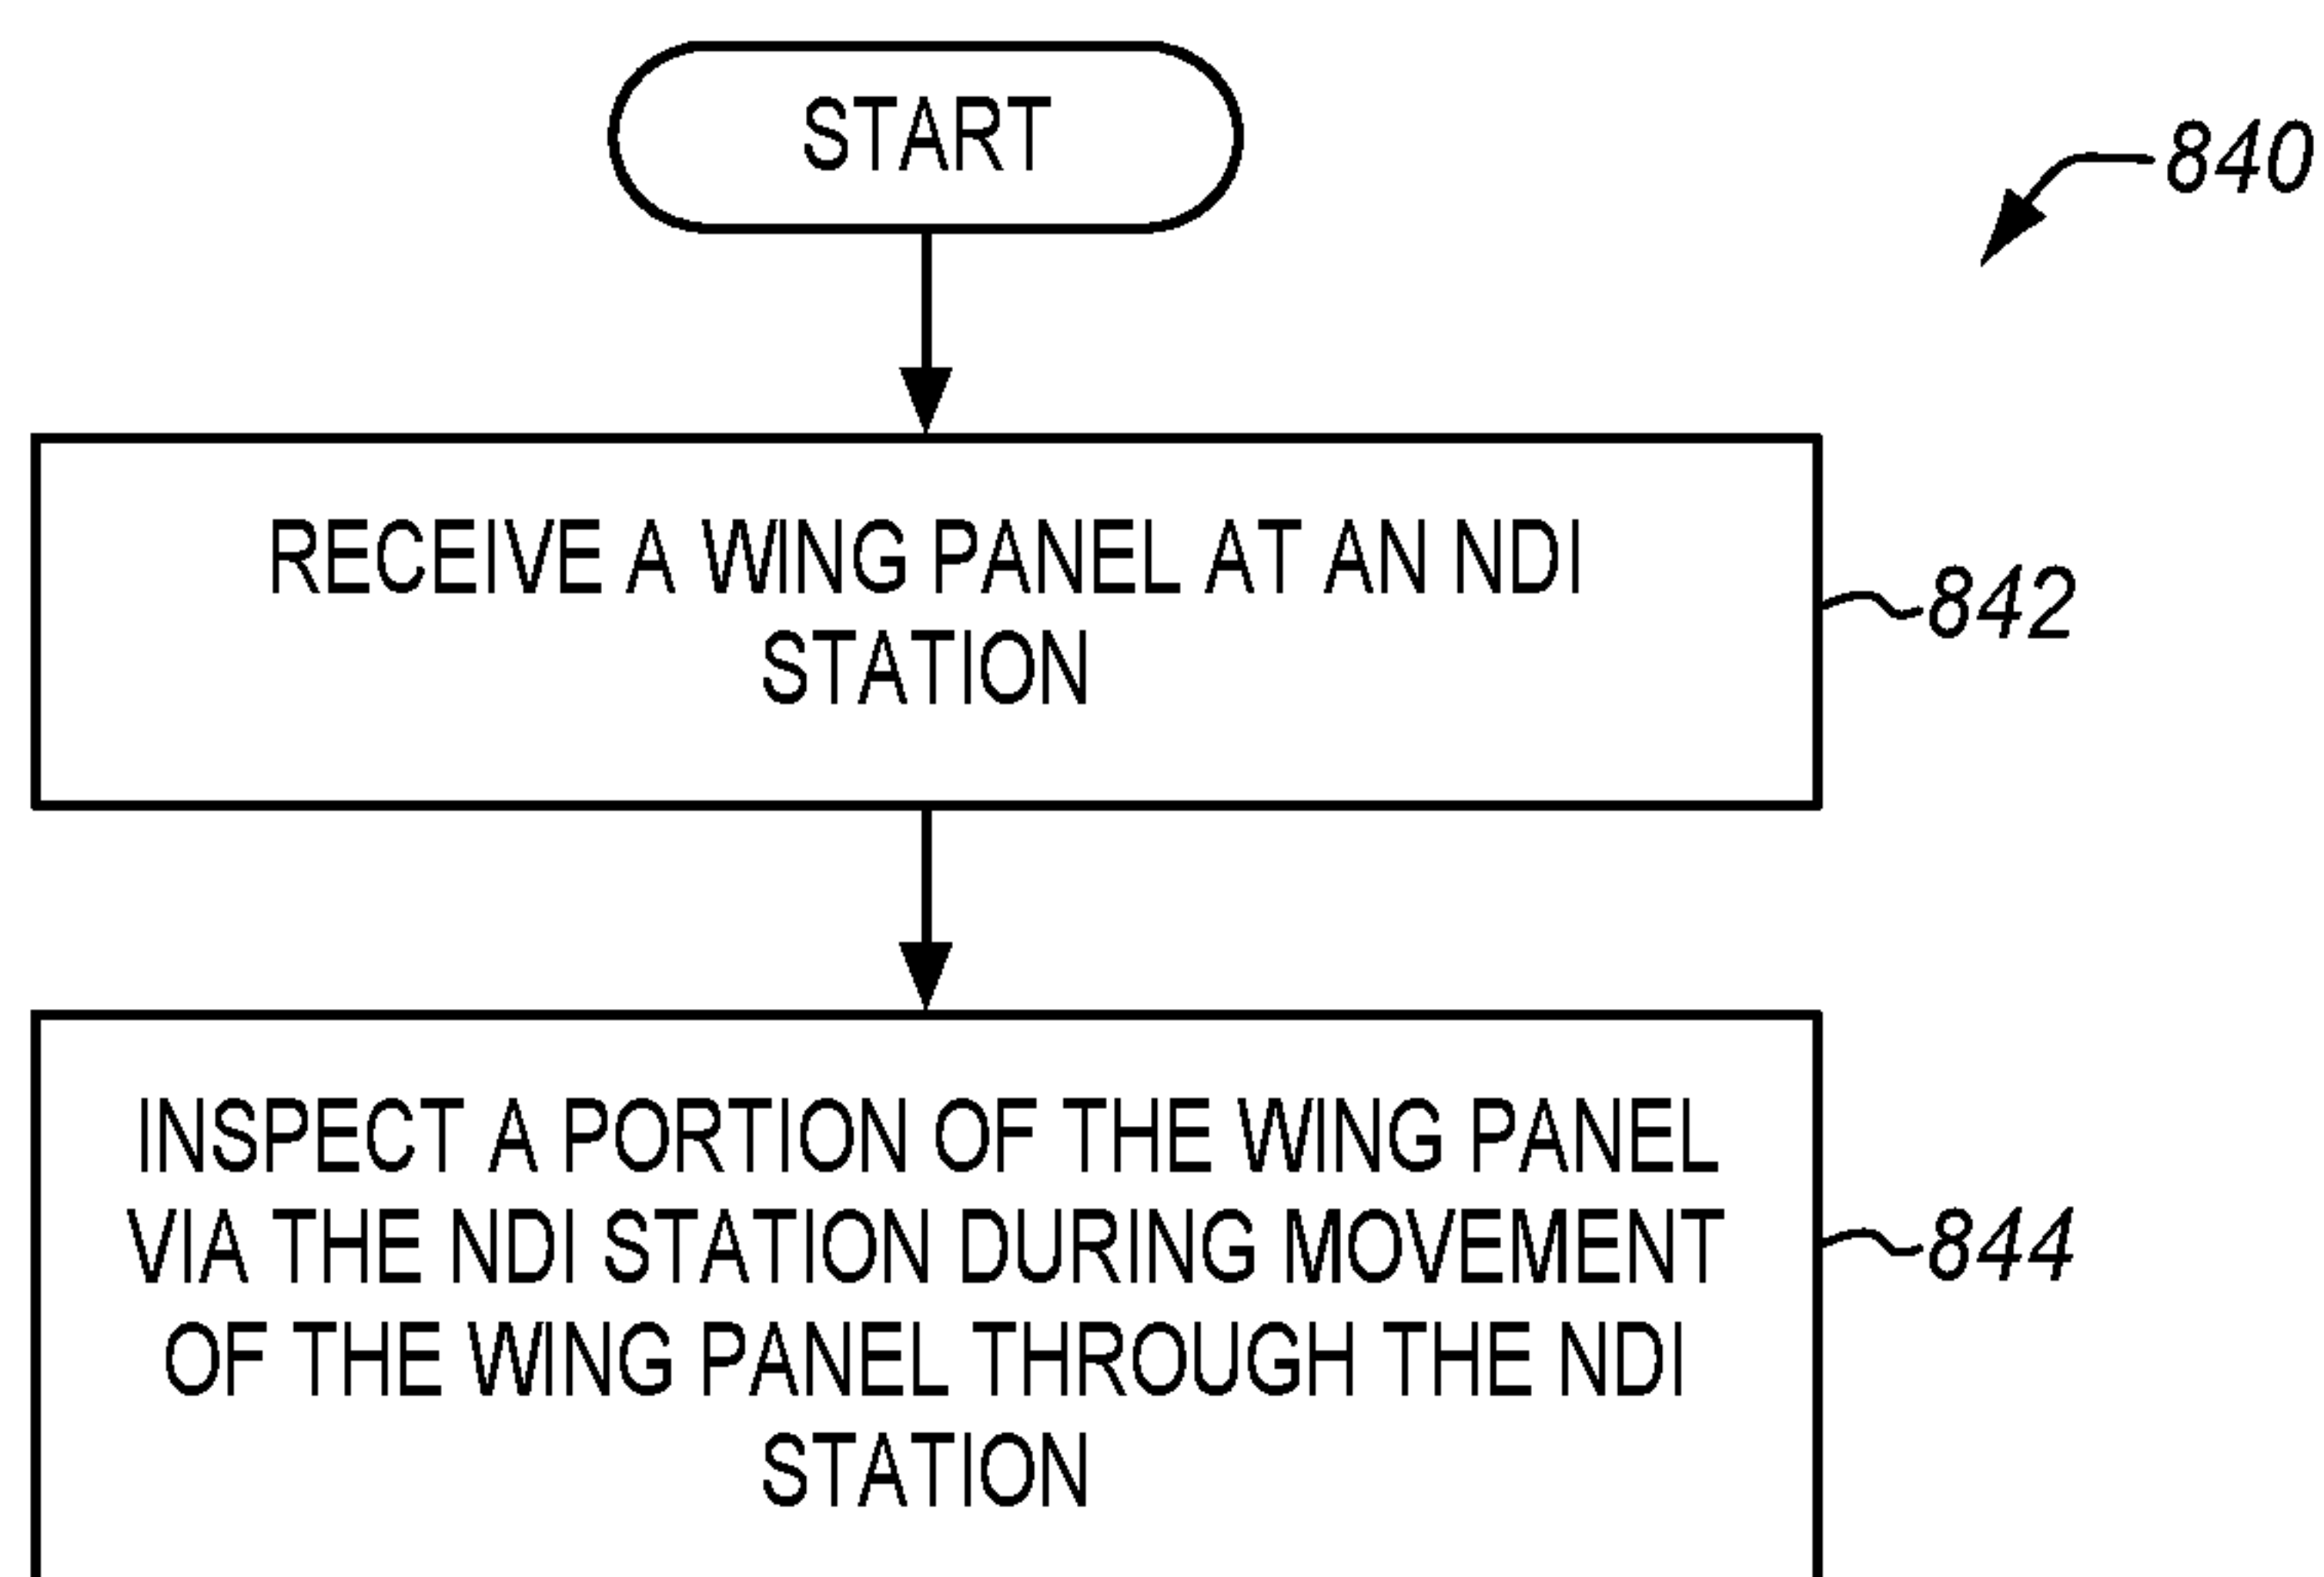 START
840
RECEIVE A WING PANEL AT AN NDI
STATION
842
INSPECT A PORTION OF THE WING PANEL
VIA THE NDI STATION DURING MOVEMENT
OF THE WING PANEL THROUGH THE NDI
STATION
844